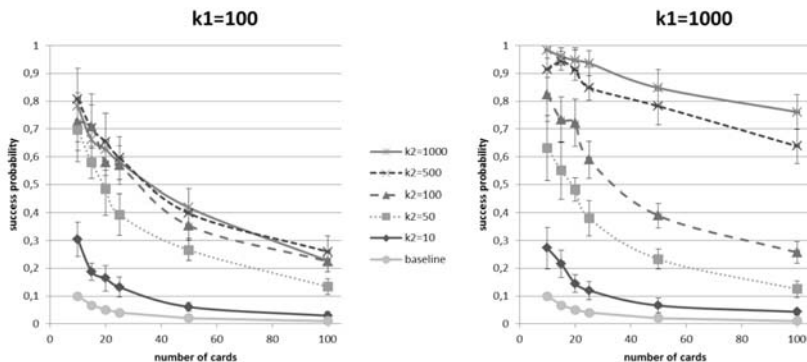 k1=100
k1=1000
success probability
1
0,9
0,8
0,7
0,6
0,5
0,4
0,3
0,2
0,1
0
0 20 40 60 80 100
number of cards
k2=1000
k2=500
k2=100
k2=50
k2=10
baseline
success probability
1
0,9
0,8
0,7
0,6
0,5
0,4
0,3
0,2
0,1
0
0 20 40 60 80 100
number of cards